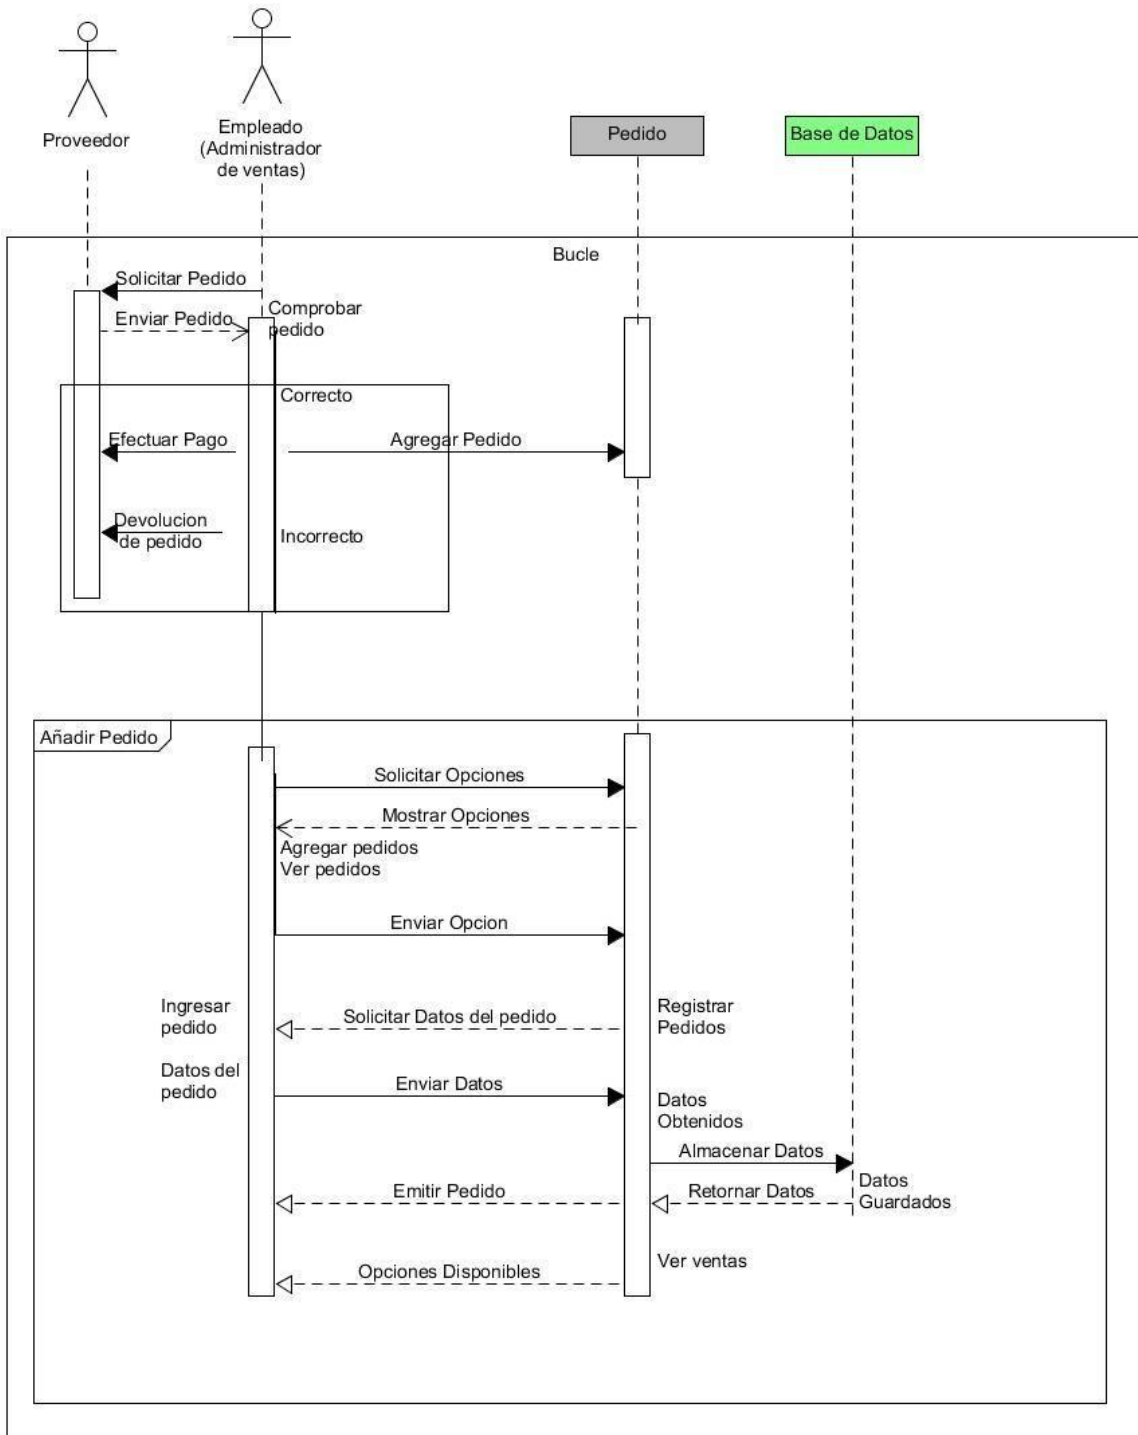 Proveedor
Empleado
(Administrador
de ventas)
Pedido
Base de Datos
Bucle
Solicitar Pedido
Enviar Pedido
Comprobar
pedido
Correcto
Efectuar Pago
Agregar Pedido
Devolucion
de pedido
Incorrecto
Añadir Pedido
Solicitar Opciones
Mostrar Opciones
Agregar pedidos
Ver pedidos
Enviar Opcion
Ingresar
pedido
Solicitar Datos del pedido
Registrar
Pedidos
Datos del
pedido
Enviar Datos
Datos
Obtenidos
Almacenar Datos
Emitir Pedido
Retornar Datos
Datos
Guardados
Ver ventas
Opciones Disponibles